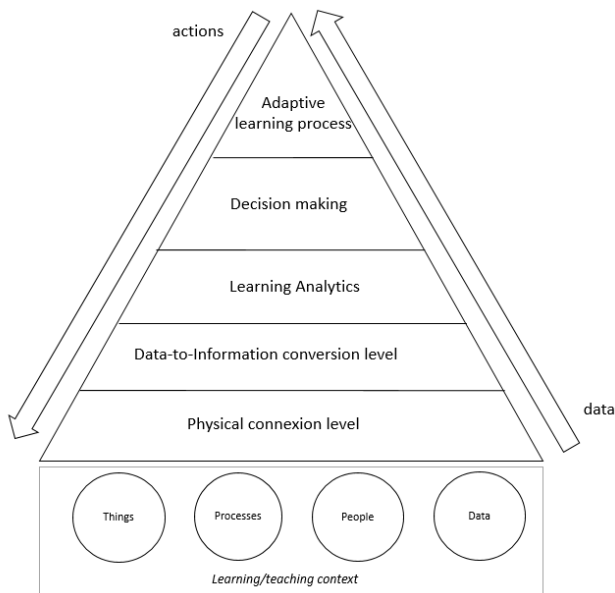 actions
Adaptive
learning process
Decision making
Learning Analytics
Data-to-Information conversion level
data
Physical connexion level
Things
Processes
People
Data
Learning/teaching context